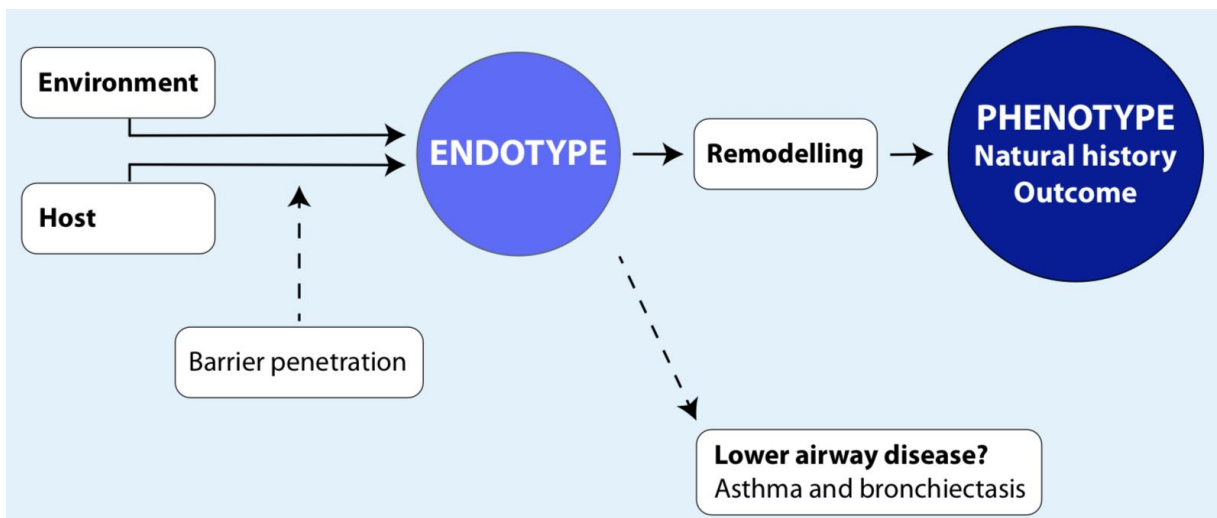 Environment
Host
Barrier penetration
ENDOTYPE
Remodelling
PHENOTYPE
Natural history
Outcome
Lower airway disease?
Asthma and bronchiectasis